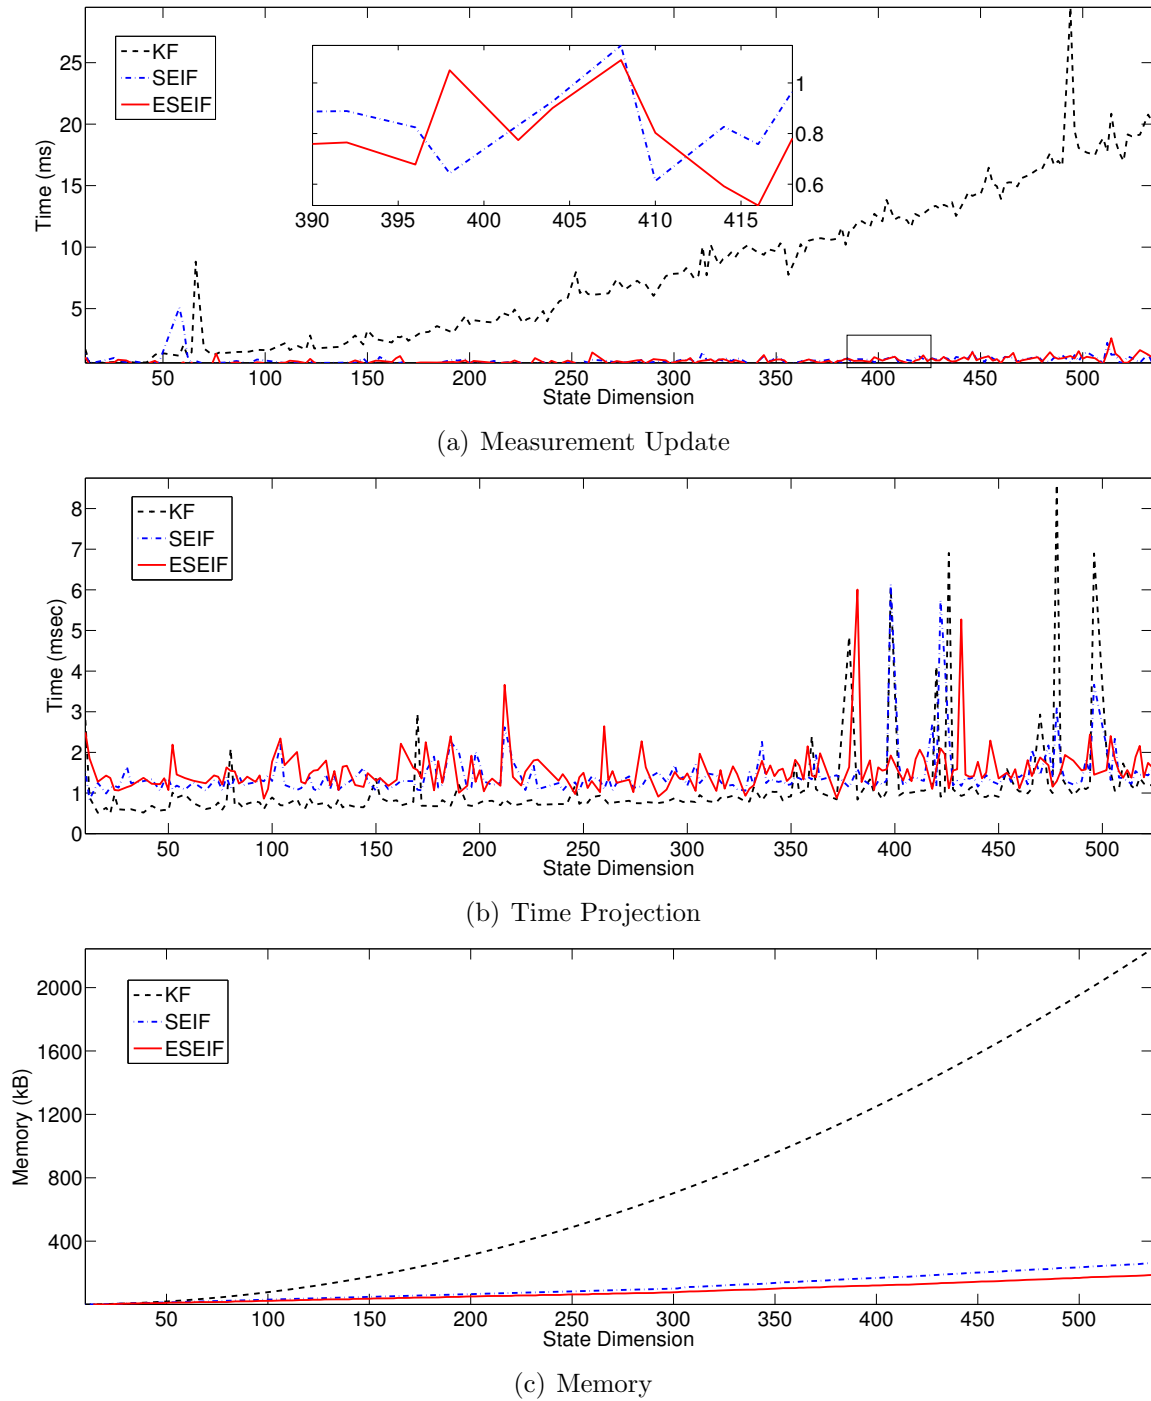 KF
SEIF
ESEIF
25
20
15
10
5
Time (ms)
1
0.8
0.6
390 395 400 405 410 415
50 100 150 200 250 300 350 400 450 500
State Dimension
(a) Measurement Update
KF
SEIF
ESEIF
8
7
6
5
4
3
2
1
0
Time (msec)
50 100 150 200 250 300 350 400 450 500
State Dimension
(b) Time Projection
KF
SEIF
ESEIF
2000
1600
1200
800
400
Memory (kB)
50 100 150 200 250 300 350 400 450 500
State Dimension
(c) Memory